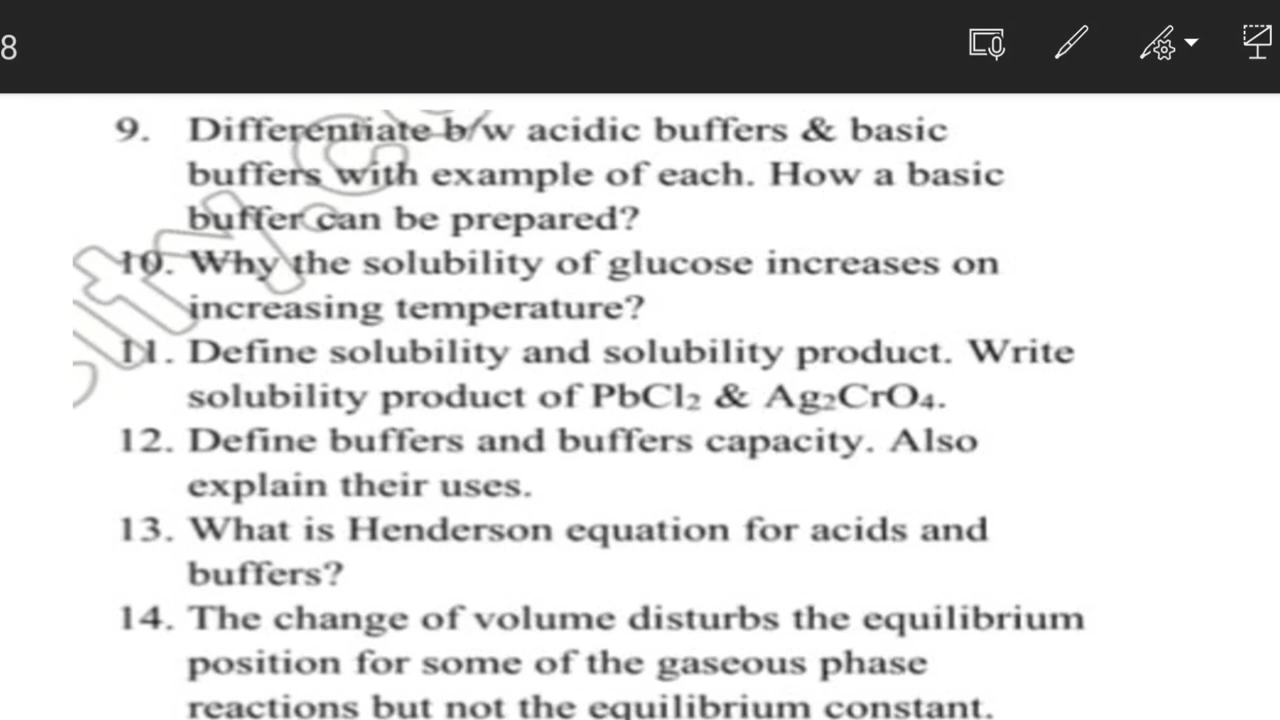 8
9. Differentiate b/w acidic buffers & basic
buffers with example of each. How a basic
buffer can be prepared?
10. Why the solubility of glucose increases on
increasing temperature?
11. Define solubility and solubility product. Write
solubility product of PbCl₂ & Ag₂CrO₄.
12. Define buffers and buffers capacity. Also
explain their uses.
13. What is Henderson equation for acids and
buffers?
14. The change of volume disturbs the equilibrium
position for some of the gaseous phase
reactions but not the equilibrium constant.